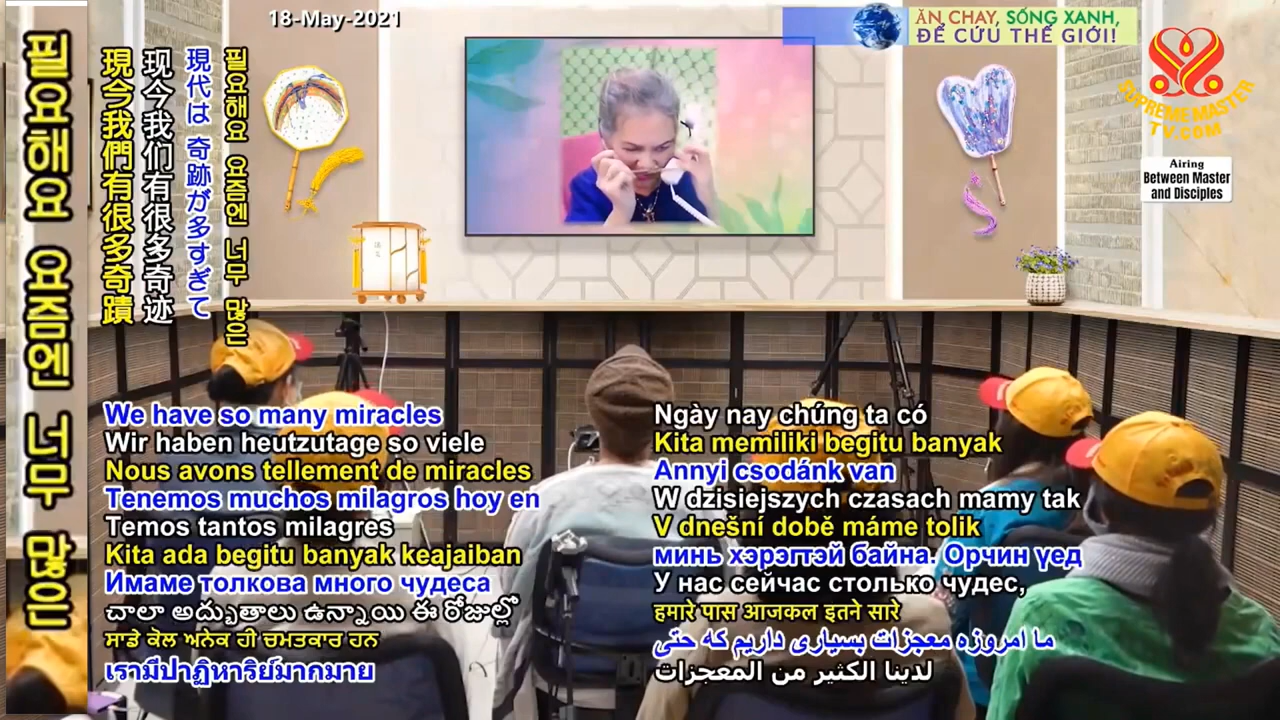 18-May-2021
ĂN CHAY, SỐNG XANH,
ĐỂ CỨU THẾ GIỚI!
SUPREME MASTER
TV.COM
Airing
Between Master
and Disciples
필요해요 요즘엔 너무 많은
現今我們有很多奇蹟
现今我们有很多奇迹
現代は 奇跡が多すぎて
필요해요 요즘엔 너무 많은
We have so many miracles
Wir haben heutzutage so viele
Nous avons tellement de miracles
Tenemos muchos milagros hoy en
Temos tantos milagres
Kita ada begitu banyak keajaiban
Имаме толкова много чудеса
చాలా అద్భుతాలు ఉన్నాయి ఈ రోజుల్లో
ਸਾਡੇ ਕੋਲ ਅਨੇਕ ਹੀ ਚਮਤਕਾਰ ਹਨ
เรามีปาฏิหาริย์มากมาย
Ngày nay chúng ta có
Kita memiliki begitu banyak
Annyi csodánk van
W dzisiejszych czasach mamy tak
V dnešní době máme tolik
минь хэрэгтэй байна. Орчин үед
У нас сейчас столько чудес,
हमारे पास आजकल इतने सारे
ما امروزه معجزات بسیاری داریم که حتی
لدينا الكثير من المعجزات